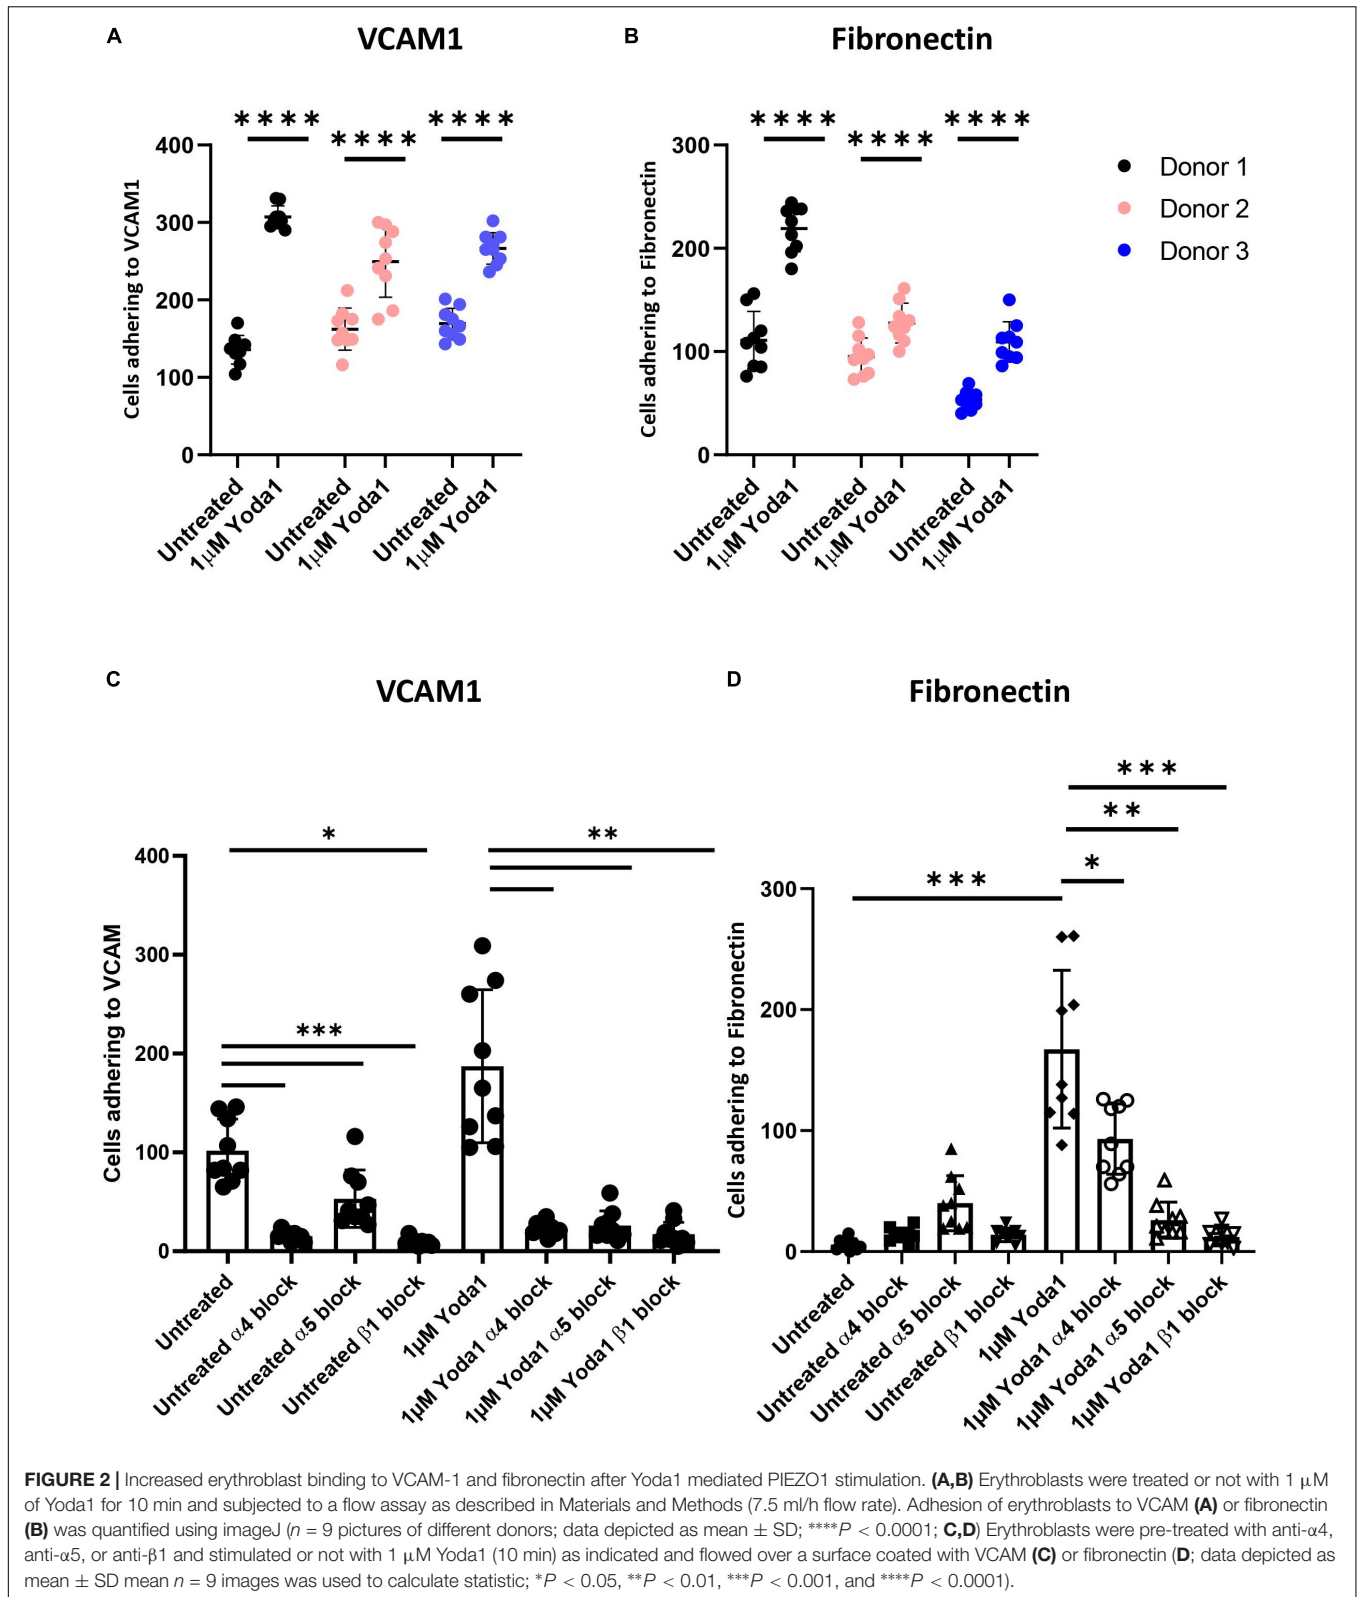 A
VCAM1
B
Fibronectin
**** **** ****
**** **** ****
400
300
200
100
0
Cells adhering to VCAM1
Untreated
1μM Yoda1
Untreated
1μM Yoda1
Untreated
1μM Yoda1
300
200
100
0
Cells adhering to Fibronectin
Untreated
1μM Yoda1
Untreated
1μM Yoda1
Untreated
1μM Yoda1
Donor 1
Donor 2
Donor 3
C
VCAM1
D
Fibronectin
*
**
***
400
300
200
100
0
Cells adhering to VCAM
Untreated
Untreated α4 block
Untreated α5 block
Untreated β1 block
1μM Yoda1
1μM Yoda1 α4 block
1μM Yoda1 α5 block
1μM Yoda1 β1 block
***
**
*
***
300
200
100
0
Cells adhering to Fibronectin
Untreated
Untreated α4 block
Untreated α5 block
Untreated β1 block
1μM Yoda1
1μM Yoda1 α4 block
1μM Yoda1 α5 block
1μM Yoda1 β1 block
FIGURE 2 | Increased erythroblast binding to VCAM-1 and fibronectin after Yoda1 mediated PIEZO1 stimulation. (A,B) Erythroblasts were treated or not with 1 μM
of Yoda1 for 10 min and subjected to a flow assay as described in Materials and Methods (7.5 ml/h flow rate). Adhesion of erythroblasts to VCAM (A) or fibronectin
(B) was quantified using imageJ (n = 9 pictures of different donors; data depicted as mean ± SD; ****P < 0.0001; C,D) Erythroblasts were pre-treated with anti-α4,
anti-α5, or anti-β1 and stimulated or not with 1 μM Yoda1 (10 min) as indicated and flowed over a surface coated with VCAM (C) or fibronectin (D; data depicted as
mean ± SD mean n = 9 images was used to calculate statistic; *P < 0.05, **P < 0.01, ***P < 0.001, and ****P < 0.0001).